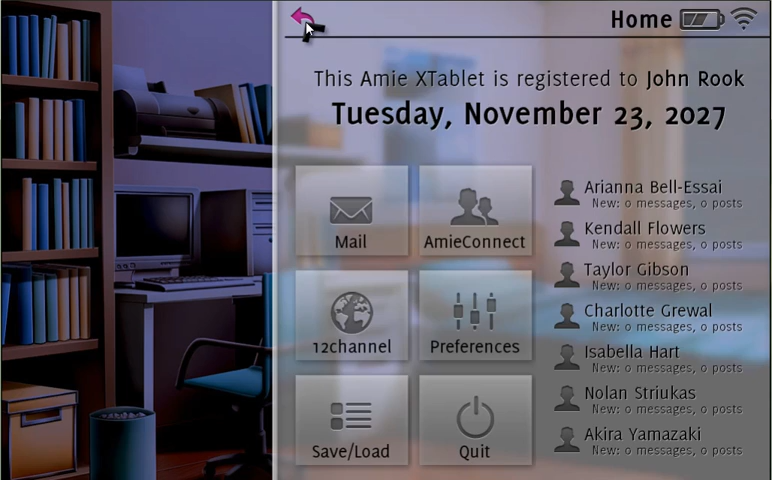 Home
This Amie XTablet is registered to John Rook
Tuesday, November 23, 2027
Mail
AmieConnect
12channel
Preferences
Save/Load
Quit
Arianna Bell-Essai
New: 0 messages, 0 posts
Kendall Flowers
New: 0 messages, 0 posts
Taylor Gibson
New: 0 messages, 0 posts
Charlotte Grewal
New: 0 messages, 0 posts
Isabella Hart
New: 0 messages, 0 posts
Nolan Striukas
New: 0 messages, 0 posts
Akira Yamazaki
New: 0 messages, 0 posts